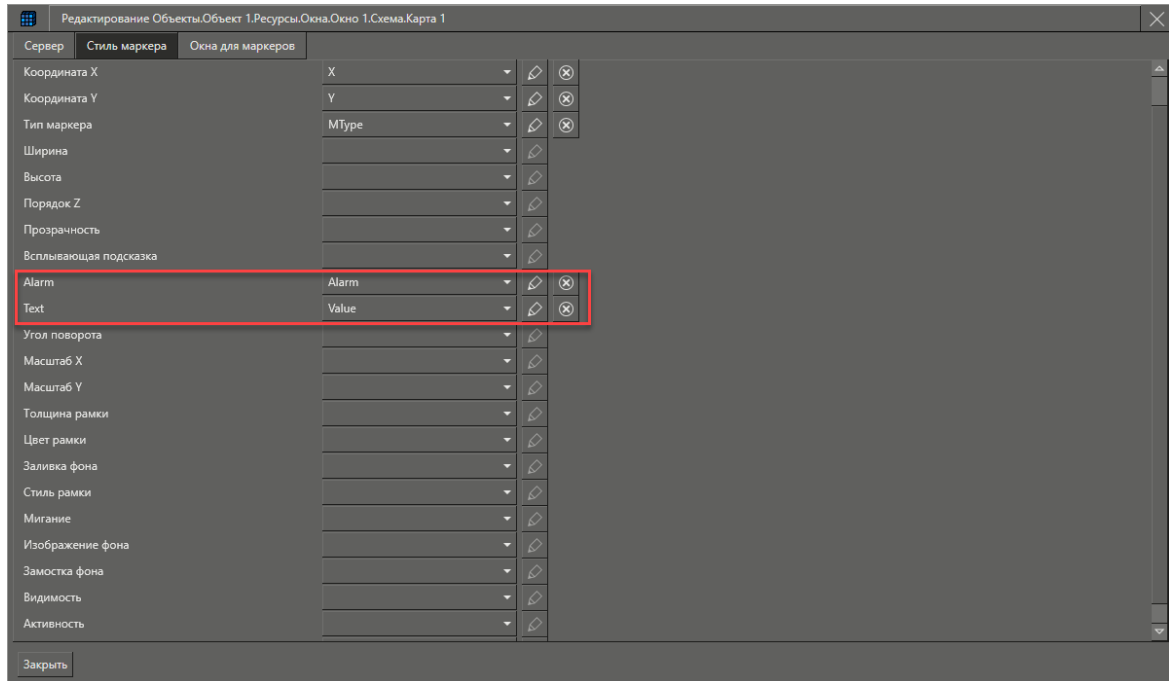 Редактирование Объекты.Объект 1.Ресурсы.Окна.Окно 1.Схема.Карта 1
Сервер Стиль маркера Окна для маркеров
Координата X X
Координата Y Y
Тип маркера MType
Ширина
Высота
Порядок Z
Прозрачность
Всплывающая подсказка
Alarm Alarm
Text Value
Угол поворота
Масштаб X
Масштаб Y
Толщина рамки
Цвет рамки
Заливка фона
Стиль рамки
Мигание
Изображение фона
Замостка фона
Видимость
Активность
Закрыть